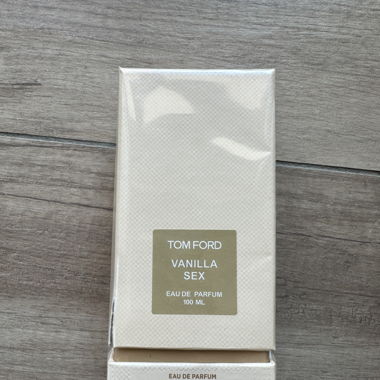 TOM FORD
VANILLA
SEX
EAU DE PARFUM
100 ML
EAU DE PARFUM